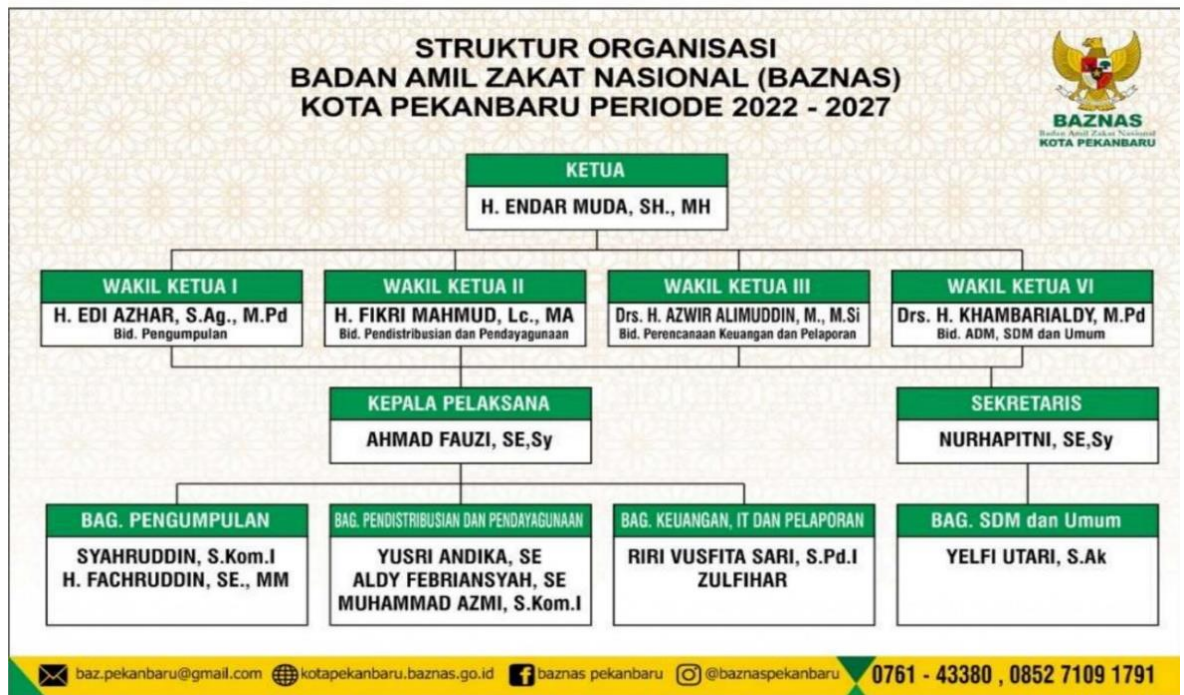 STRUKTUR ORGANISASI
BADAN AMIL ZAKAT NASIONAL (BAZNAS)
KOTA PEKANBARU PERIODE 2022 - 2027
BAZNAS
Badan Amil Zakat Nasional
KOTA PEKANBARU
KETUA
H. ENDAR MUDA, SH., MH
WAKIL KETUA I
H. EDI AZHAR, S.Ag., M.Pd
Bid. Pengumpulan
WAKIL KETUA II
H. FIKRI MAHMUD, Lc., MA
Bid. Pendistribusian dan Pendayagunaan
WAKIL KETUA III
Drs. H. AZWIR ALIMUDDIN, M., M.Si
Bid. Perencanaan Keuangan dan Pelaporan
WAKIL KETUA VI
Drs. H. KHAMBARIALDY, M.Pd
Bid. ADM, SDM dan Umum
KEPALA PELAKSANA
AHMAD FAUZI, SE,Sy
SEKRETARIS
NURHAPITNI, SE,Sy
BAG. PENGUMPULAN
SYAHRUDDIN, S.Kom.I
H. FACHRUDDIN, SE., MM
BAG. PENDISTRIBUSIAN DAN PENDAYAGUNAAN
YUSRI ANDIKA, SE
ALDY FEBRIANSYAH, SE
MUHAMMAD AZMI, S.Kom.I
BAG. KEUANGAN, IT DAN PELAPORAN
RIRI VUSFITA SARI, S.Pd.I
ZULFIHAR
BAG. SDM dan Umum
YELFI UTARI, S.Ak
baz.pekanbaru@gmail.com kotapekanbaru.baznas.go.id baznas pekanbaru @baznaspekanbaru 0761 - 43380 , 0852 7109 1791